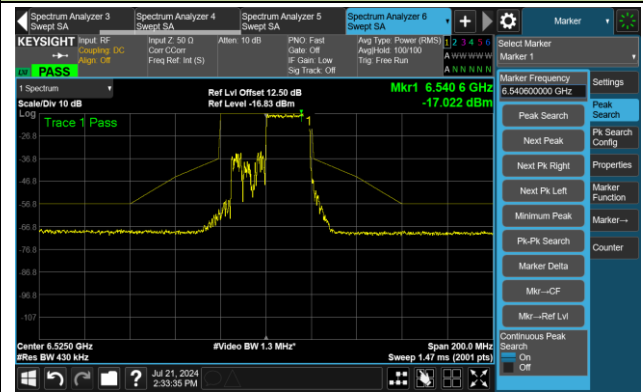 Spectrum Analyzer 3
Swept SA
Spectrum Analyzer 4
Swept SA
Spectrum Analyzer 5
Swept SA
Spectrum Analyzer 6
Swept SA
Marker
KEYSIGHT
Input: RF
Coupling: DC
Align: Off
Input Z: 50 Ω
Corr CCorr
Freq Ref: Int (S)
Atten: 10 dB
PNO: Fast
Gate: Off
IF Gain: Low
Sig Track: Off
Avg Type: Power (RMS)
Avg|Hold: 100/100
Trig: Free Run
1 2 3 4 5 6
A W W W W W
A N N N N N
LXI
PASS
Select Marker
Marker 1
1 Spectrum
Scale/Div 10 dB
Ref Lvl Offset 12.50 dB
Ref Level -16.83 dBm
Mkr1 6.540 6 GHz
-17.022 dBm
Log
Trace 1 Pass
1
-26.8
-36.8
-46.8
-56.8
-66.8
-76.8
-86.8
-96.8
-107
Center 6.5250 GHz
#Res BW 430 kHz
#Video BW 1.3 MHz*
Span 200.0 MHz
Sweep 1.47 ms (2001 pts)
Marker Frequency
6.540600000 GHz
Peak Search
Next Peak
Next Pk Right
Next Pk Left
Minimum Peak
Pk-Pk Search
Marker Delta
Mkr→CF
Mkr→Ref Lvl
Continuous Peak
Search
On
Off
Settings
Peak
Search
Pk Search
Config
Properties
Marker
Function
Marker→
Counter
Jul 21, 2024
2:33:35 PM